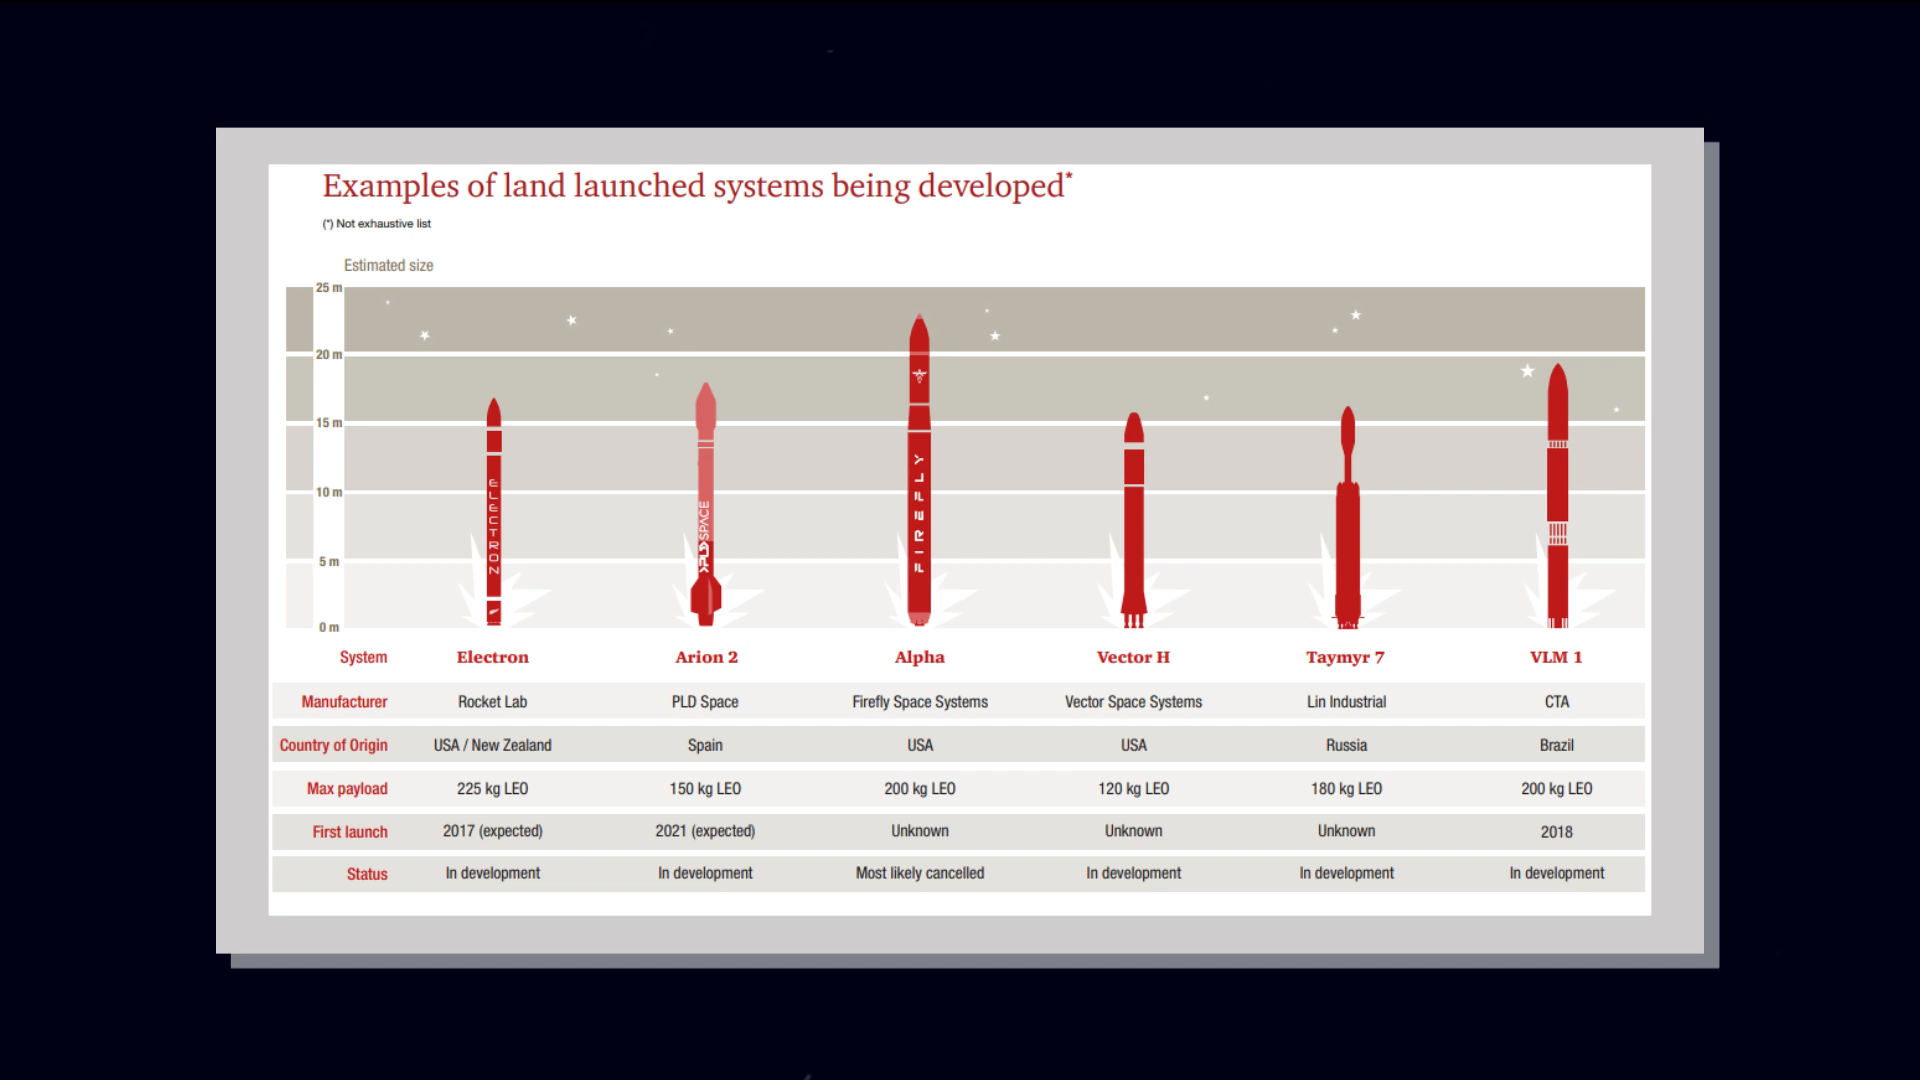 Examples of land launched systems being developed*
(*) Not exhaustive list
Estimated size
25 m
20 m
15 m
10 m
5 m
0 m
ELECTRON
PLD SPACE
FIREFLY
System Electron Arion 2 Alpha Vector H Taymyr 7 VLM 1
Manufacturer Rocket Lab PLD Space Firefly Space Systems Vector Space Systems Lin Industrial CTA
Country of Origin USA / New Zealand Spain USA USA Russia Brazil
Max payload 225 kg LEO 150 kg LEO 200 kg LEO 120 kg LEO 180 kg LEO 200 kg LEO
First launch 2017 (expected) 2021 (expected) Unknown Unknown Unknown 2018
Status In development In development Most likely cancelled In development In development In development